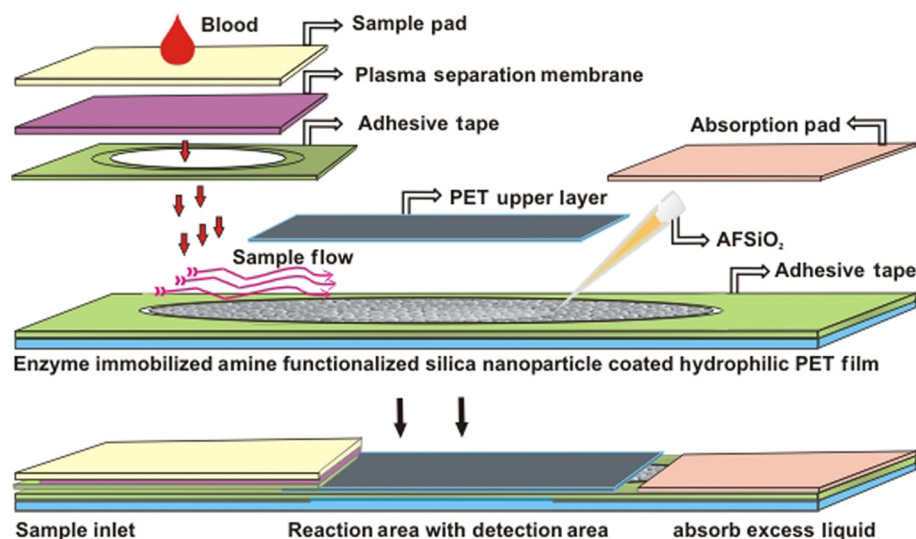 Blood
Sample pad
Plasma separation membrane
Adhesive tape
Absorption pad
PET upper layer
AFSiO₂
Sample flow
Adhesive tape
Enzyme immobilized amine functionalized silica nanoparticle coated hydrophilic PET film
Sample inlet
Reaction area with detection area
absorb excess liquid